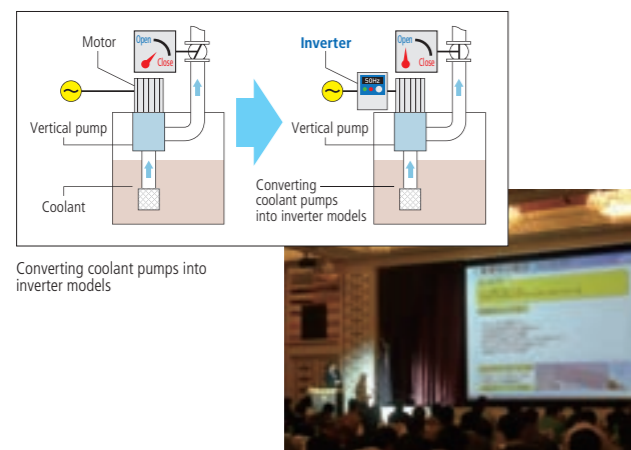 Motor
Open
Close
Vertical pump
Coolant
Inverter
Open
Close
50Hz
Vertical pump
Converting
coolant pumps
into inverter models
Converting coolant pumps into
inverter models